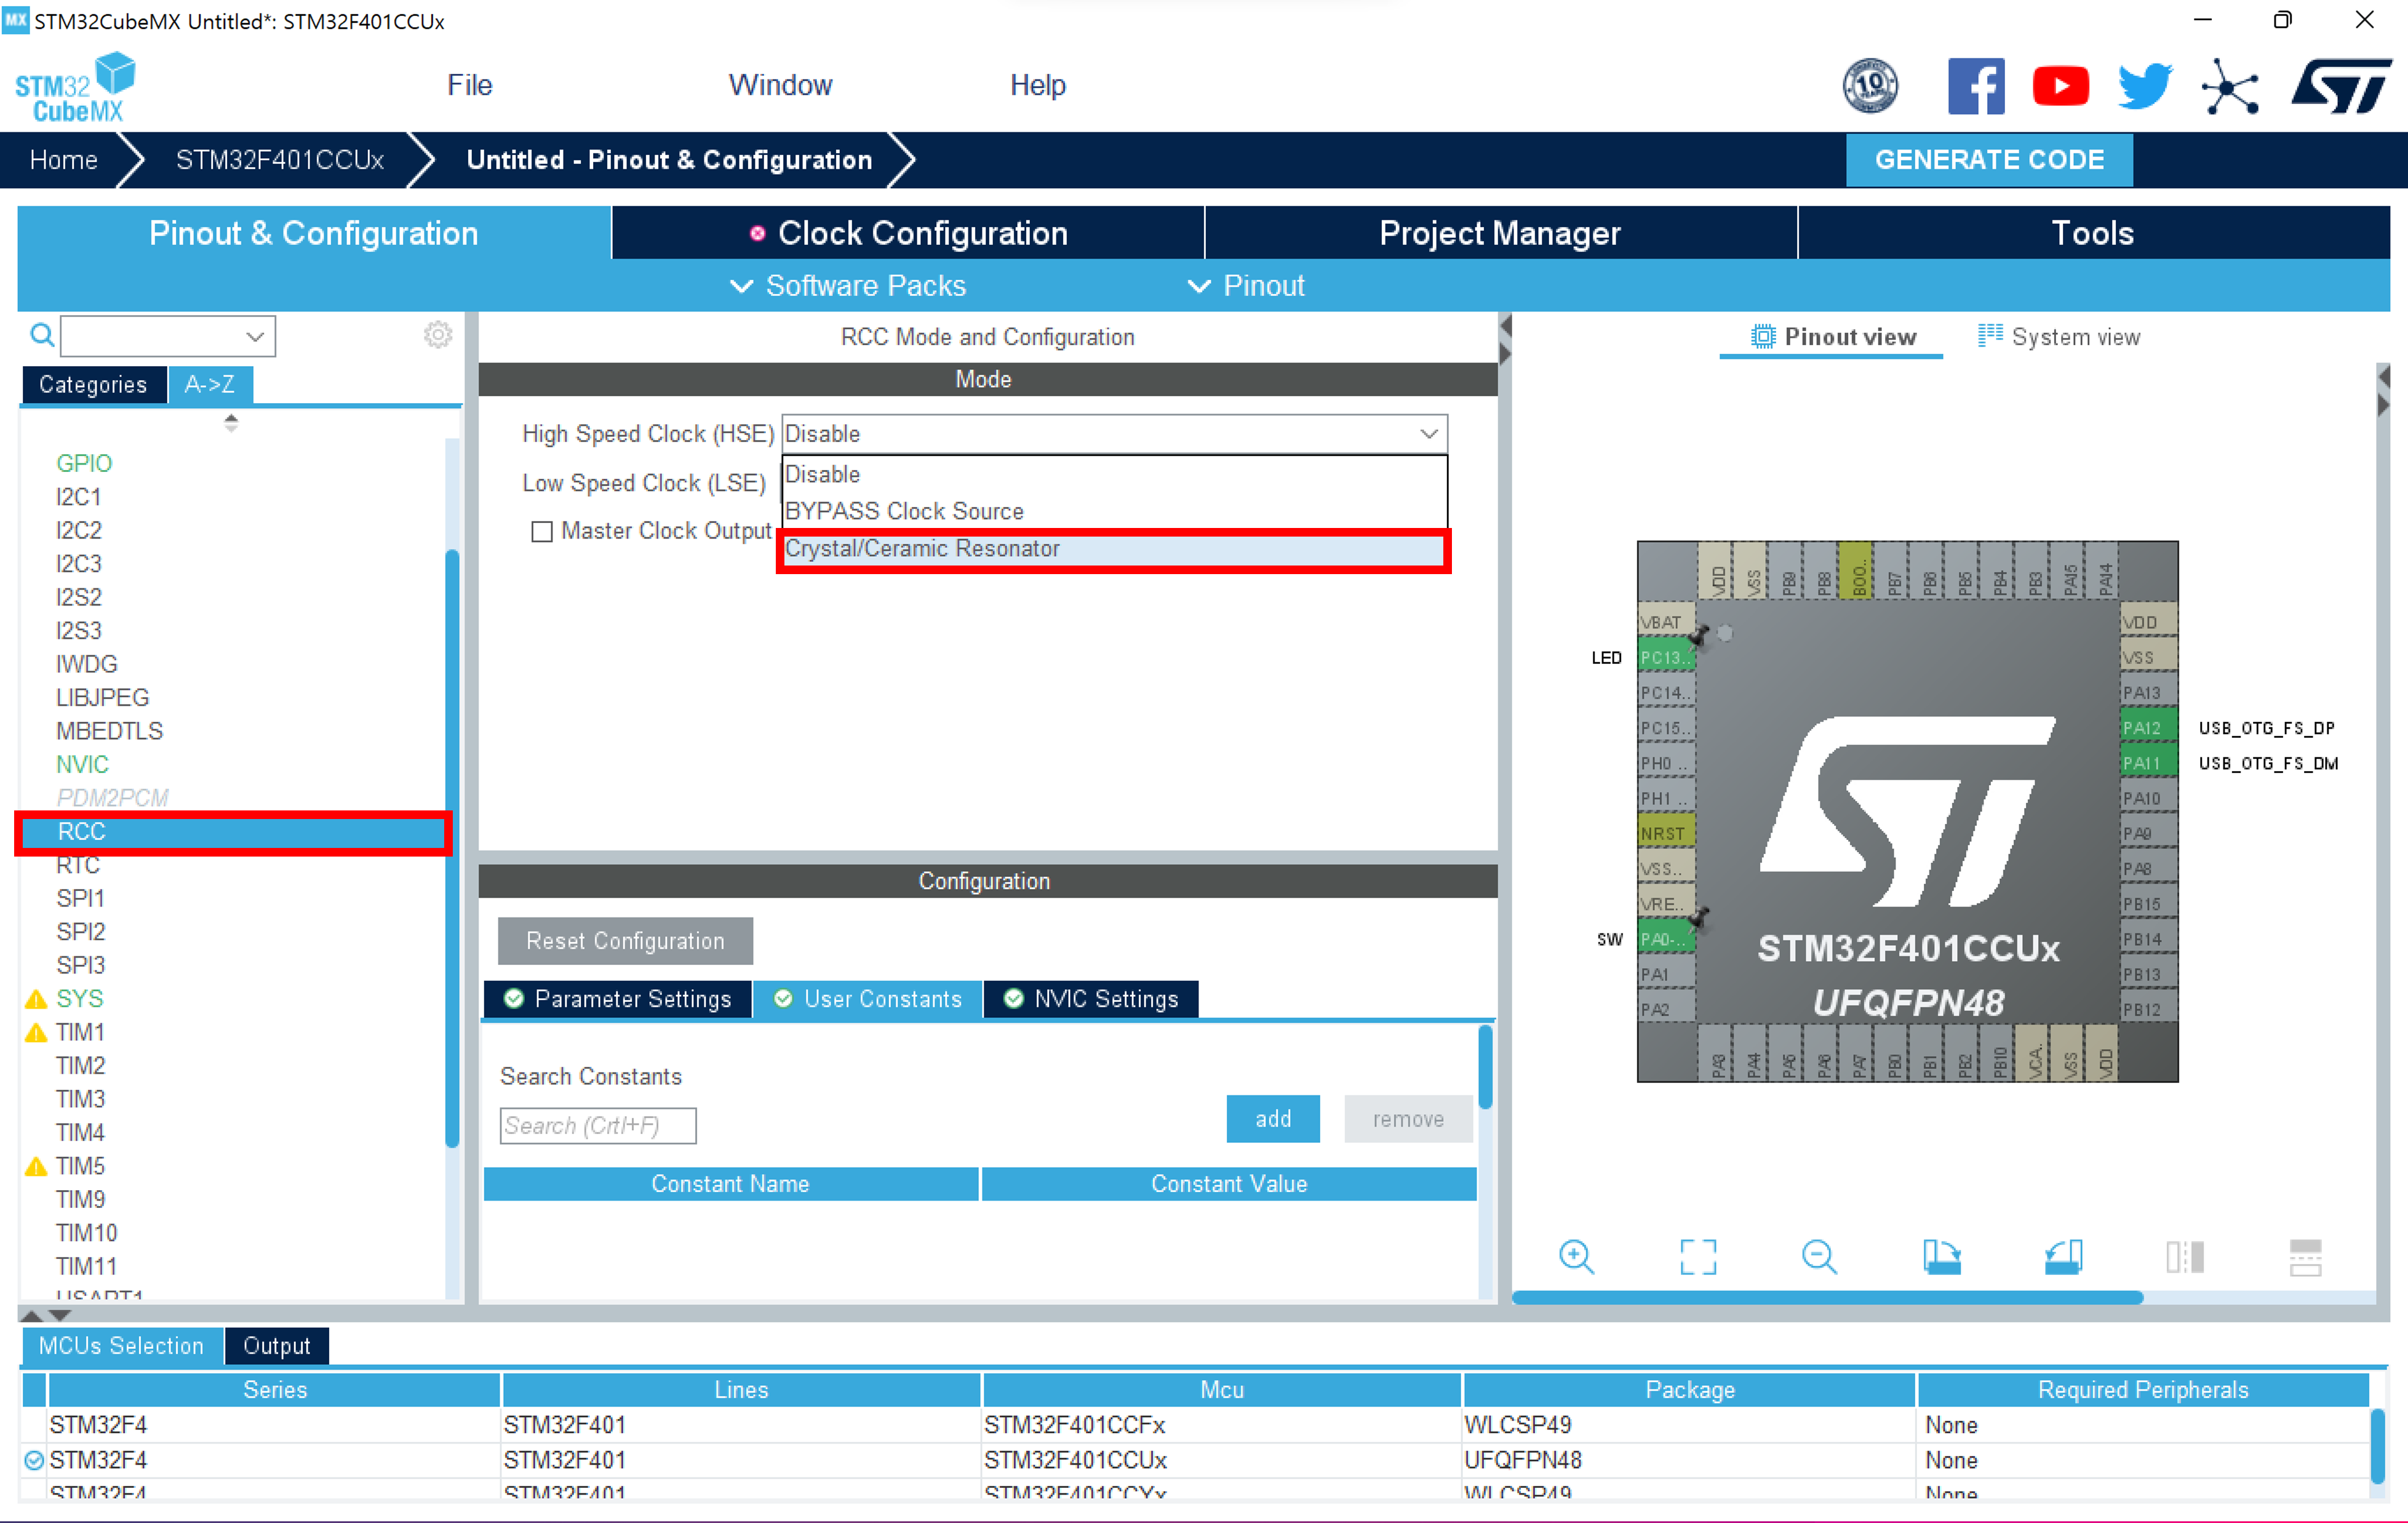 MX STM32CubeMX Untitled*: STM32F401CCUx
STM32 CubeMX
File Window Help
10 YEARS
Home STM32F401CCUx Untitled - Pinout & Configuration GENERATE CODE
Pinout & Configuration Clock Configuration Project Manager Tools
Software Packs Pinout
Categories A->Z
GPIO
I2C1
I2C2
I2C3
I2S2
I2S3
IWDG
LIBJPEG
MBEDTLS
NVIC
PDM2PCM
RCC
RTC
SPI1
SPI2
SPI3
SYS
TIM1
TIM2
TIM3
TIM4
TIM5
TIM9
TIM10
TIM11
USART1
RCC Mode and Configuration
Mode
High Speed Clock (HSE) Disable
Disable
Low Speed Clock (LSE)
BYPASS Clock Source
Master Clock Output
Crystal/Ceramic Resonator
Configuration
Reset Configuration
Parameter Settings User Constants NVIC Settings
Search Constants
Search (Crtl+F)
add remove
Constant Name Constant Value
Pinout view System view
VDD VSS PB9 PB8 BOO.. PB7 PB6 PB5 PB4 PB3 PA15 PA14
VBAT VDD
LED PC13.. VSS
PC14.. PA13
PC15.. PA12 USB_OTG_FS_DP
PH0 .. PA11 USB_OTG_FS_DM
PH1 .. PA10
NRST PA9
VSS.. PA8
VRE.. PB15
SW PA0-.. PB14
PA1 PB13
PA2 PB12
ST
STM32F401CCUx
UFQFPN48
PA3 PA4 PA5 PA6 PA7 PB0 PB1 PB2 PB10 VCA.. VSS VDD
MCUs Selection Output
Series Lines Mcu Package Required Peripherals
STM32F4 STM32F401 STM32F401CCFx WLCSP49 None
STM32F4 STM32F401 STM32F401CCUx UFQFPN48 None
STM32F4 STM32F401 STM32F401CCYx WLCSP49 None